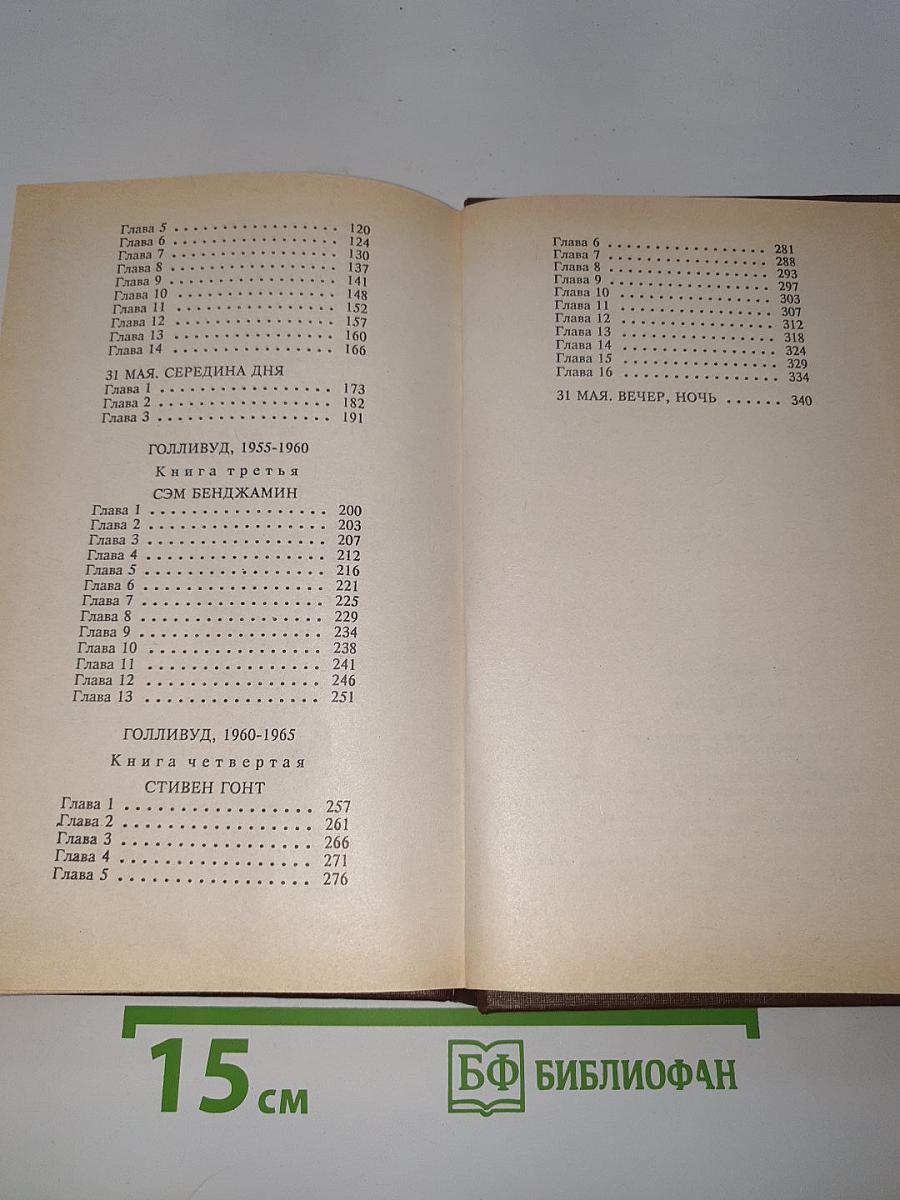 Глава 5 . . . . . . . . . . . . . . . . . 120
Глава 6 . . . . . . . . . . . . . . . . . 124
Глава 7 . . . . . . . . . . . . . . . . . 130
Глава 8 . . . . . . . . . . . . . . . . . 137
Глава 9 . . . . . . . . . . . . . . . . . 141
Глава 10 . . . . . . . . . . . . . . . . 148
Глава 11 . . . . . . . . . . . . . . . . 152
Глава 12 . . . . . . . . . . . . . . . . 157
Глава 13 . . . . . . . . . . . . . . . . 160
Глава 14 . . . . . . . . . . . . . . . . 166
31 МАЯ. СЕРЕДИНА ДНЯ
Глава 1 . . . . . . . . . . . . . . . . . 173
Глава 2 . . . . . . . . . . . . . . . . . 182
Глава 3 . . . . . . . . . . . . . . . . . 191
ГОЛЛИВУД, 1955-1960
Книга третья
СЭМ БЕНДЖАМИН
Глава 1 . . . . . . . . . . . . . . . . . 200
Глава 2 . . . . . . . . . . . . . . . . . 203
Глава 3 . . . . . . . . . . . . . . . . . 207
Глава 4 . . . . . . . . . . . . . . . . . 212
Глава 5 . . . . . . . . . . . . . . . . . 216
Глава 6 . . . . . . . . . . . . . . . . . 221
Глава 7 . . . . . . . . . . . . . . . . . 225
Глава 8 . . . . . . . . . . . . . . . . . 229
Глава 9 . . . . . . . . . . . . . . . . . 234
Глава 10 . . . . . . . . . . . . . . . . 238
Глава 11 . . . . . . . . . . . . . . . . 241
Глава 12 . . . . . . . . . . . . . . . . 246
Глава 13 . . . . . . . . . . . . . . . . 251
ГОЛЛИВУД, 1960-1965
Книга четвертая
СТИВЕН ГОНТ
Глава 1 . . . . . . . . . . . . . . . . . 257
Глава 2 . . . . . . . . . . . . . . . . . 261
Глава 3 . . . . . . . . . . . . . . . . . 266
Глава 4 . . . . . . . . . . . . . . . . . 271
Глава 5 . . . . . . . . . . . . . . . . . 276
Глава 6 . . . . . . . . . . . . . . . . . 281
Глава 7 . . . . . . . . . . . . . . . . . 288
Глава 8 . . . . . . . . . . . . . . . . . 293
Глава 9 . . . . . . . . . . . . . . . . . 297
Глава 10 . . . . . . . . . . . . . . . . 303
Глава 11 . . . . . . . . . . . . . . . . 307
Глава 12 . . . . . . . . . . . . . . . . 312
Глава 13 . . . . . . . . . . . . . . . . 318
Глава 14 . . . . . . . . . . . . . . . . 324
Глава 15 . . . . . . . . . . . . . . . . 329
Глава 16 . . . . . . . . . . . . . . . . 334
31 МАЯ. ВЕЧЕР, НОЧЬ . . . . . . 340
15 см
БФ БИБЛИОФАН